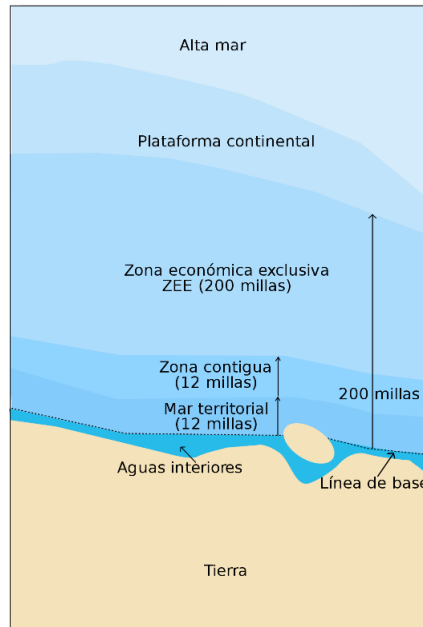 Alta mar
Plataforma continental
Zona económica exclusiva
ZEE (200 millas)
Zona contigua
(12 millas)
200 millas
Mar territorial
(12 millas)
Aguas interiores
Línea de base
Tierra